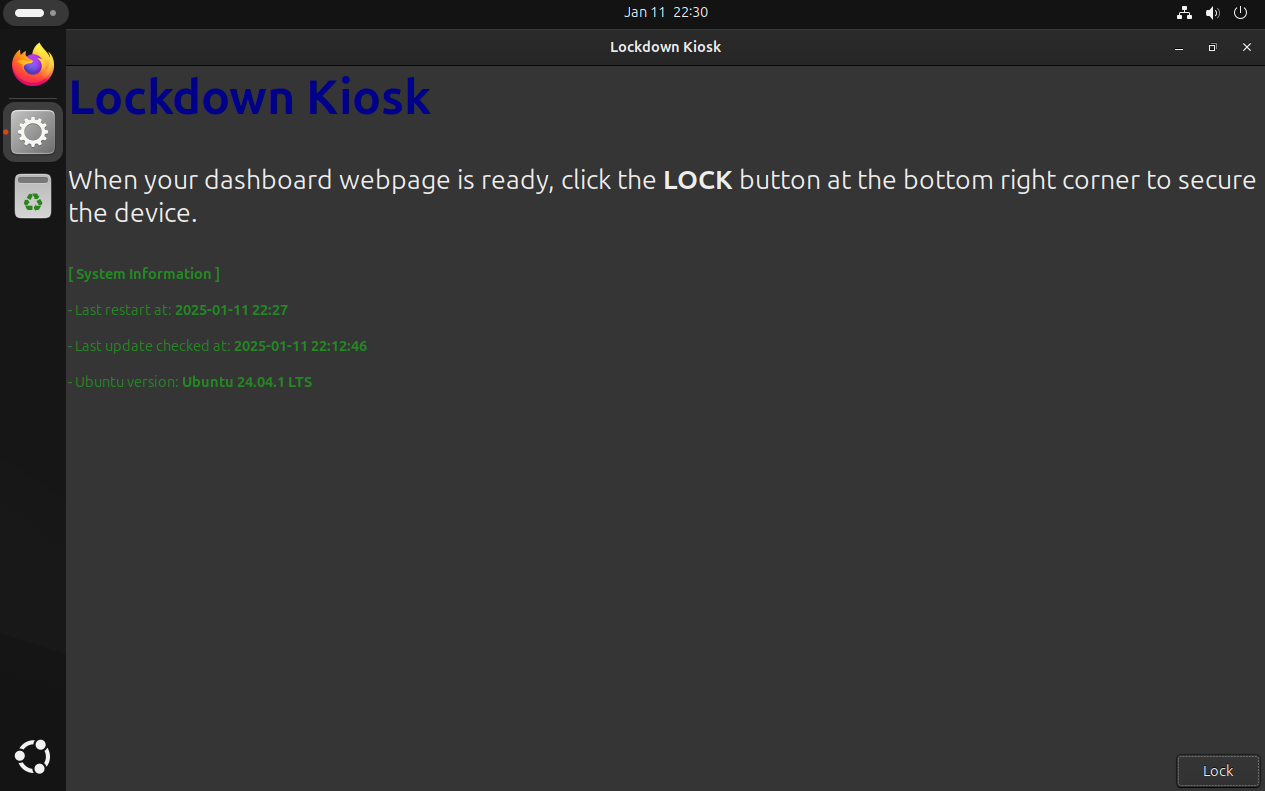 Jan 11 22:30
Lockdown Kiosk
Lockdown Kiosk
When your dashboard webpage is ready, click the LOCK button at the bottom right corner to secure
the device.
[ System Information ]
- Last restart at: 2025-01-11 22:27
- Last update checked at: 2025-01-11 22:12:46
- Ubuntu version: Ubuntu 24.04.1 LTS
Lock